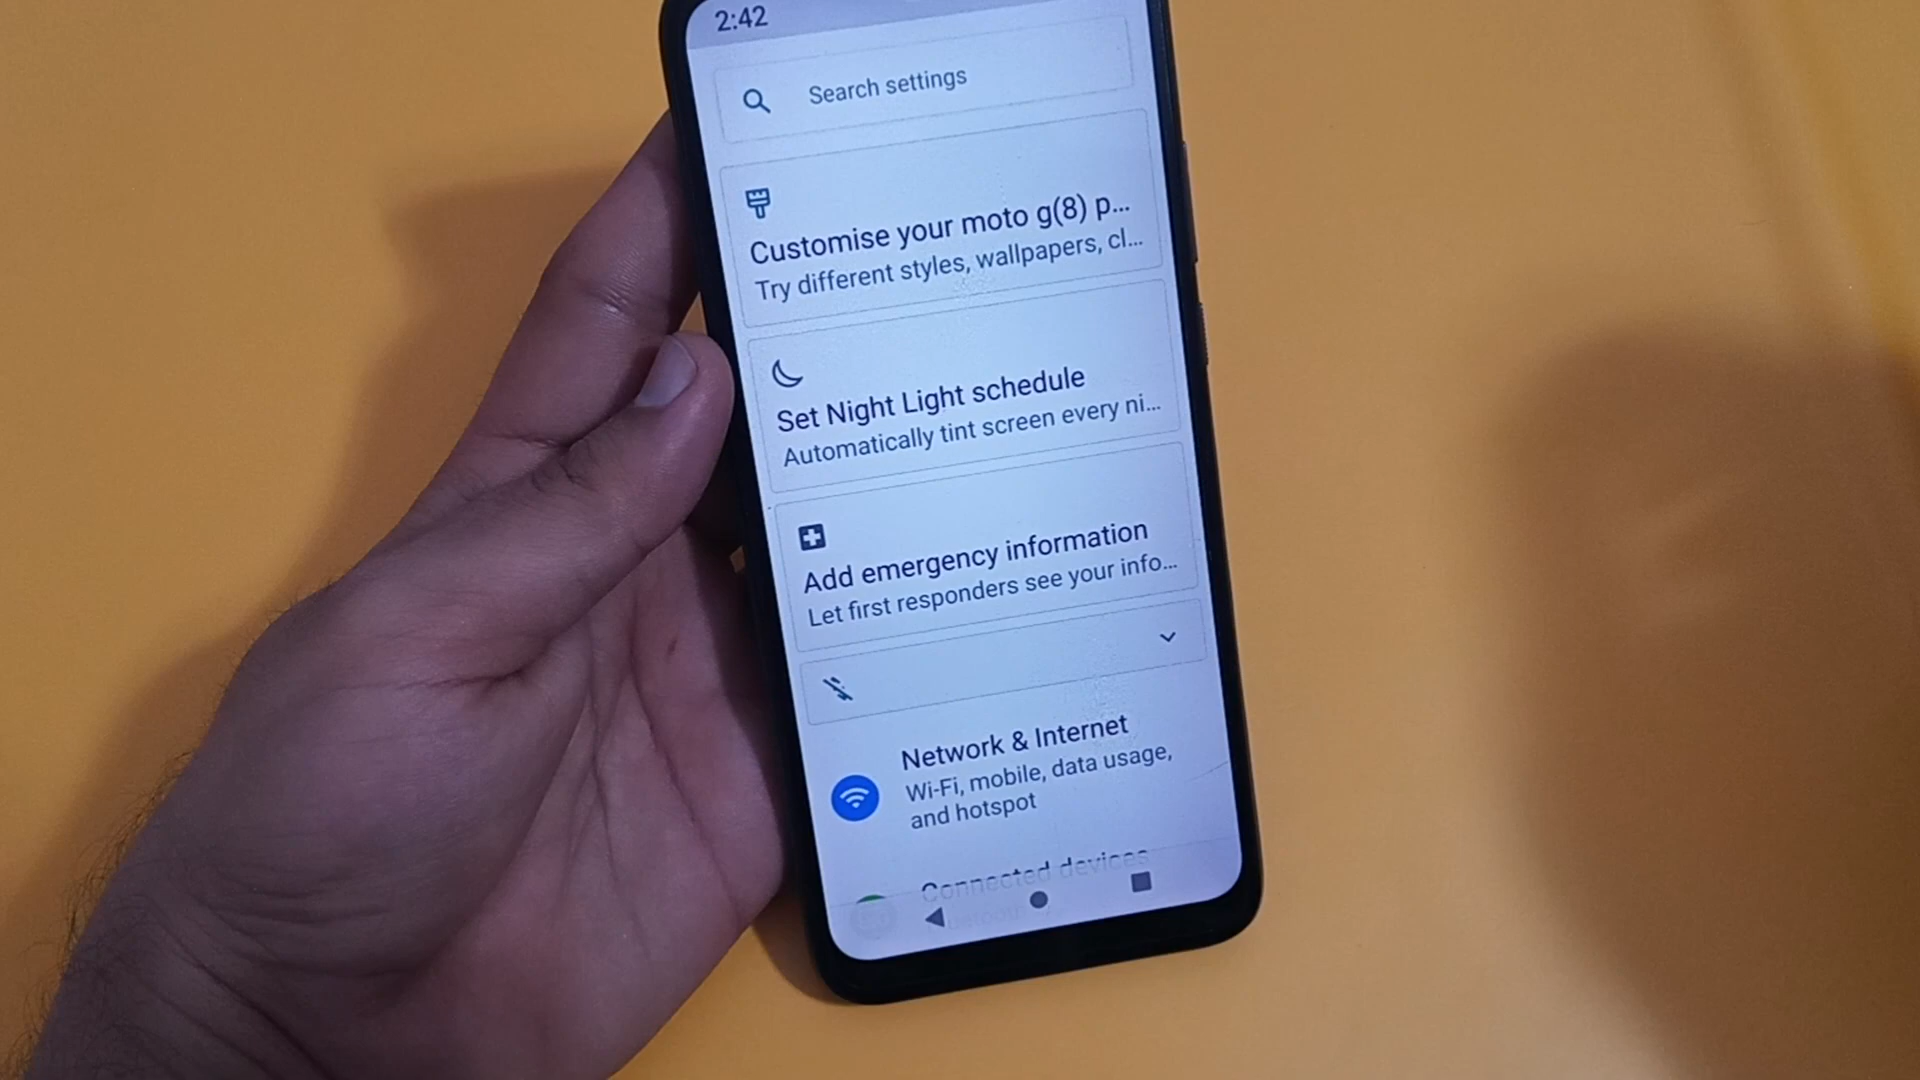 2:42
Search settings
Customise your moto g(8) p...
Try different styles, wallpapers, cl...
Set Night Light schedule
Automatically tint screen every ni...
Add emergency information
Let first responders see your info...
Network & Internet
Wi-Fi, mobile, data usage,
and hotspot
Connected devices